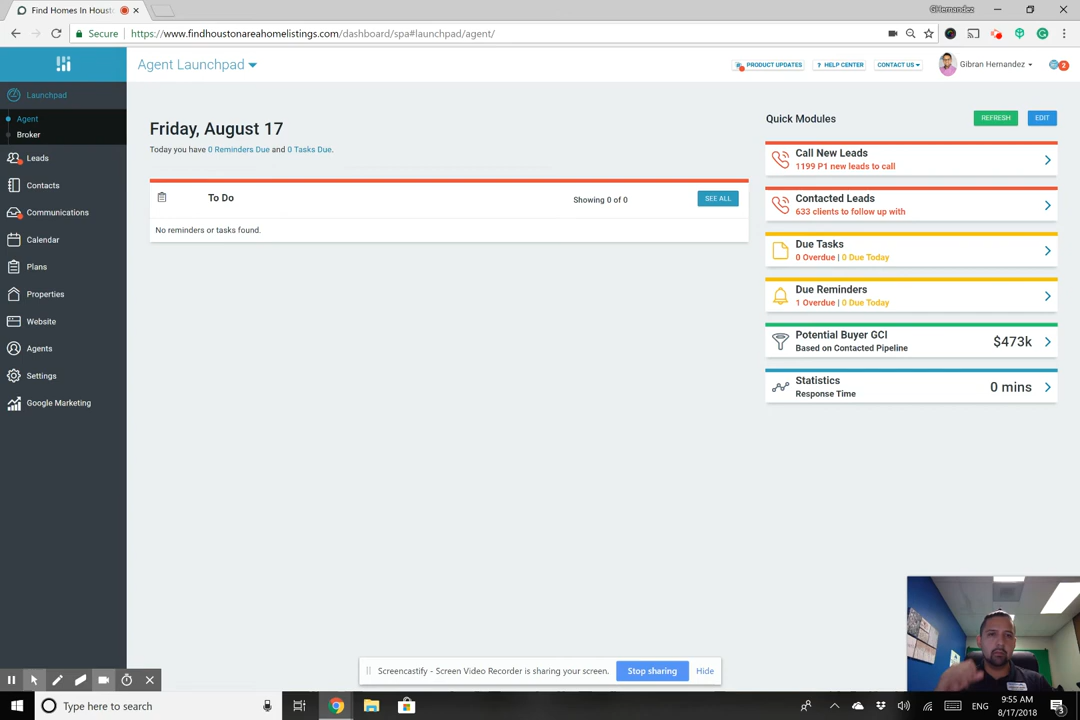 GHernandez
Find Homes In Houst
Secure
https://www.findhoustonareahomelistings.com/dashboard/spa#launchpad/agent/
Agent Launchpad
PRODUCT UPDATES
? HELP CENTER
CONTACT US
Gibran Hernandez
2
Launchpad
Agent
Broker
Leads
Contacts
Communications
Calendar
Plans
Properties
Website
Agents
Settings
Google Marketing
Friday, August 17
Today you have 0 Reminders Due and 0 Tasks Due.
To Do
Showing 0 of 0
SEE ALL
No reminders or tasks found.
Quick Modules
REFRESH
EDIT
Call New Leads
1199 P1 new leads to call
Contacted Leads
633 clients to follow up with
Due Tasks
0 Overdue | 0 Due Today
Due Reminders
1 Overdue | 0 Due Today
Potential Buyer GCI
Based on Contacted Pipeline
$473k
Statistics
Response Time
0 mins
Screencastify - Screen Video Recorder is sharing your screen.
Stop sharing
Hide
Type here to search
ENG
9:55 AM
8/17/2018
3